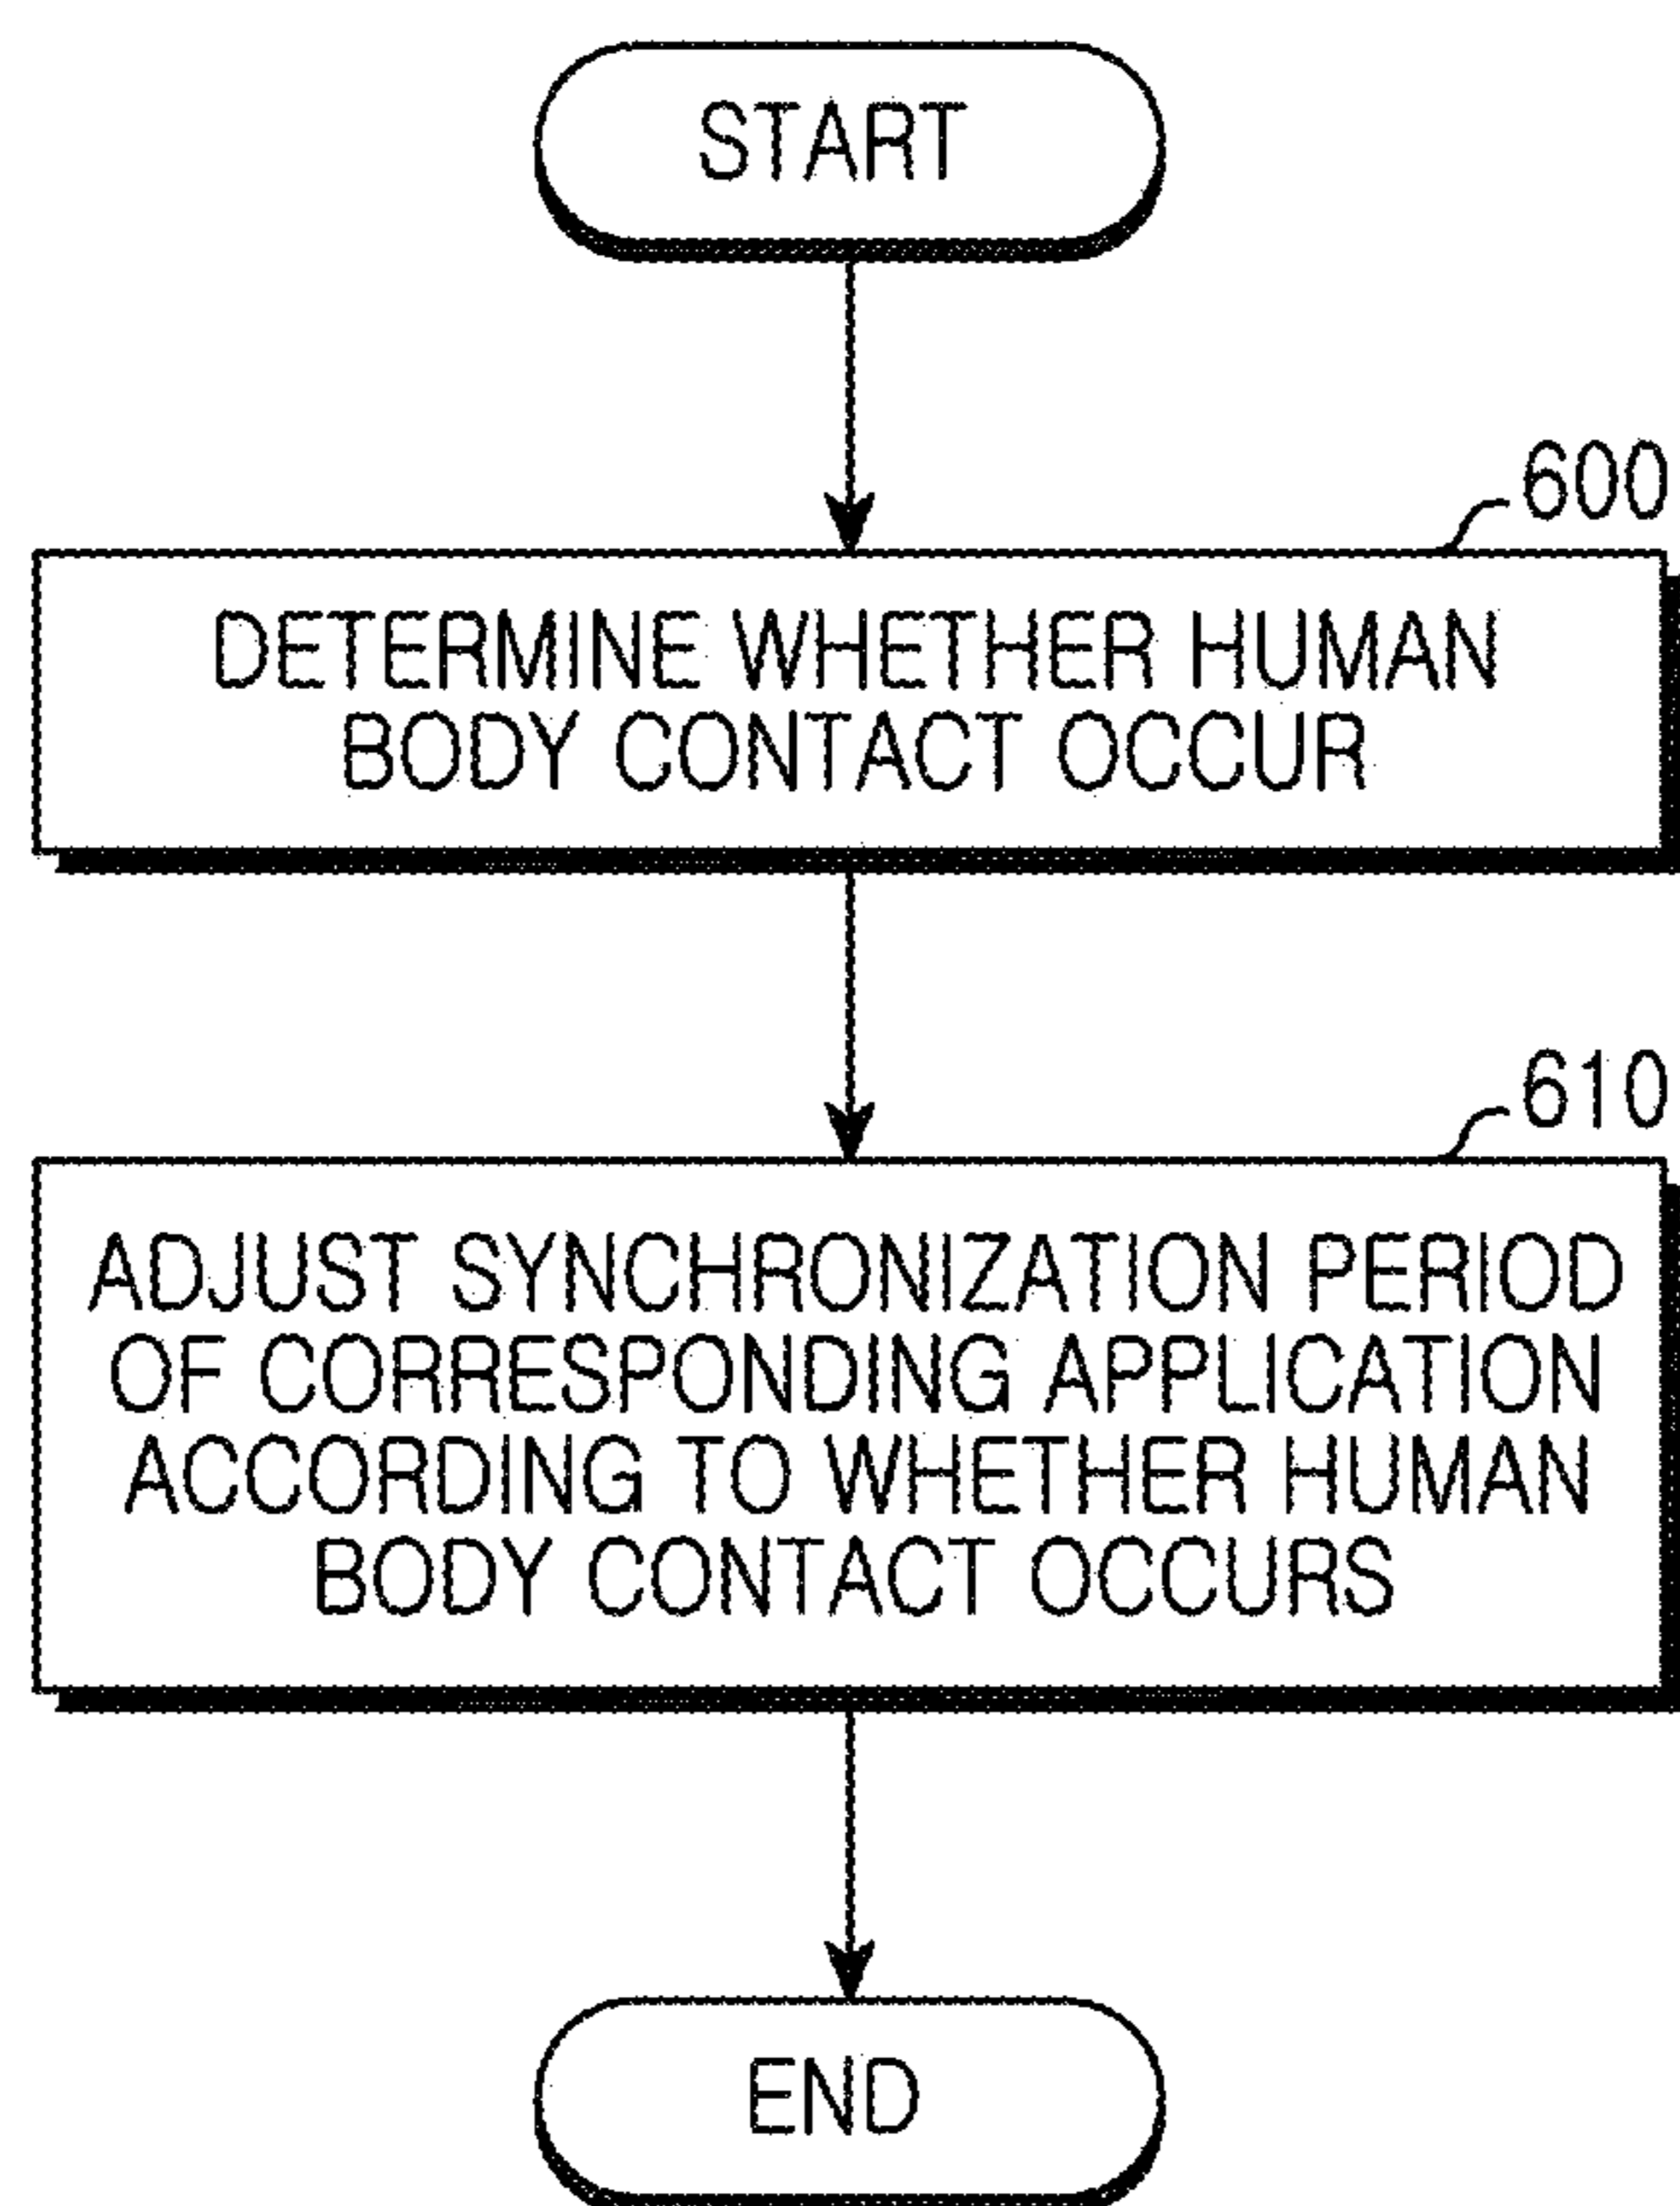 START
600
DETERMINE WHETHER HUMAN
BODY CONTACT OCCUR
610
ADJUST SYNCHRONIZATION PERIOD
OF CORRESPONDING APPLICATION
ACCORDING TO WHETHER HUMAN
BODY CONTACT OCCURS
END